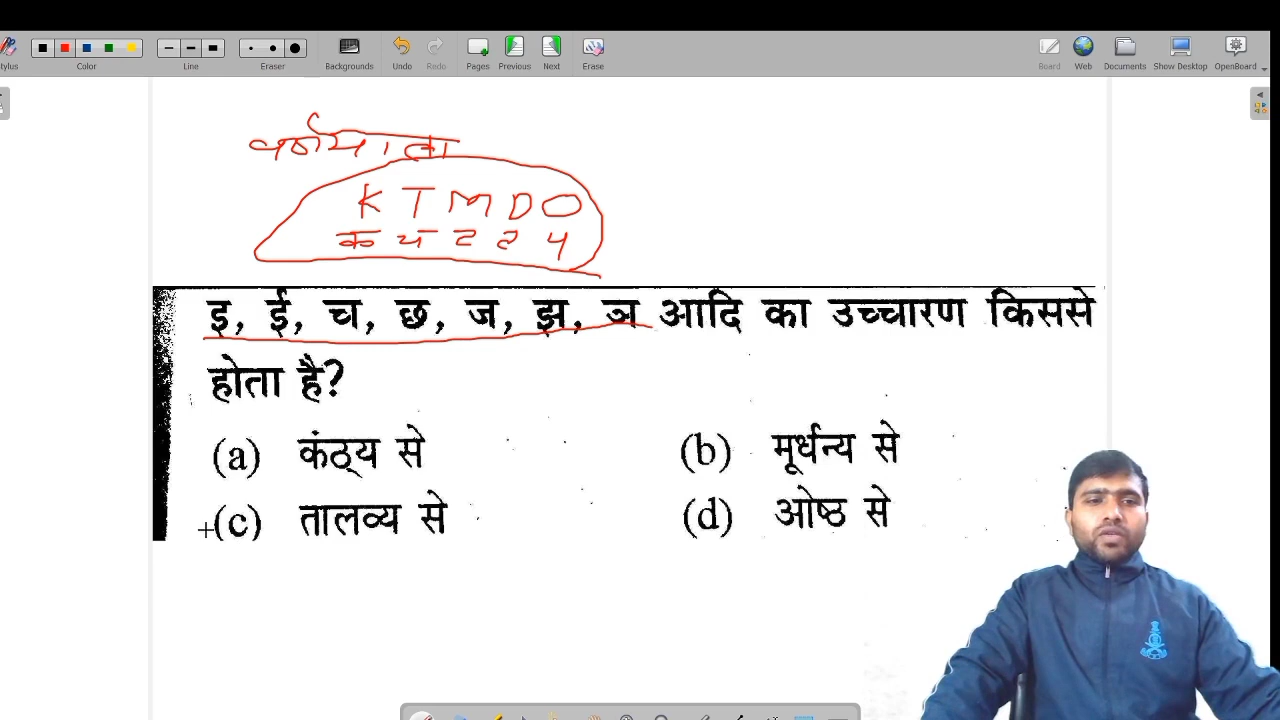 Stylus Color Line Eraser Backgrounds Undo Redo Pages Previous Next Erase Board Web Documents Show Desktop OpenBoard
वर्णमाला
K T M D O
क च ट त प
इ, ई, च, छ, ज, झ, ञ आदि का उच्चारण किससे
होता है?
(a) कंठ्य से (b) मूर्धन्य से
(c) तालव्य से (d) ओष्ठ से